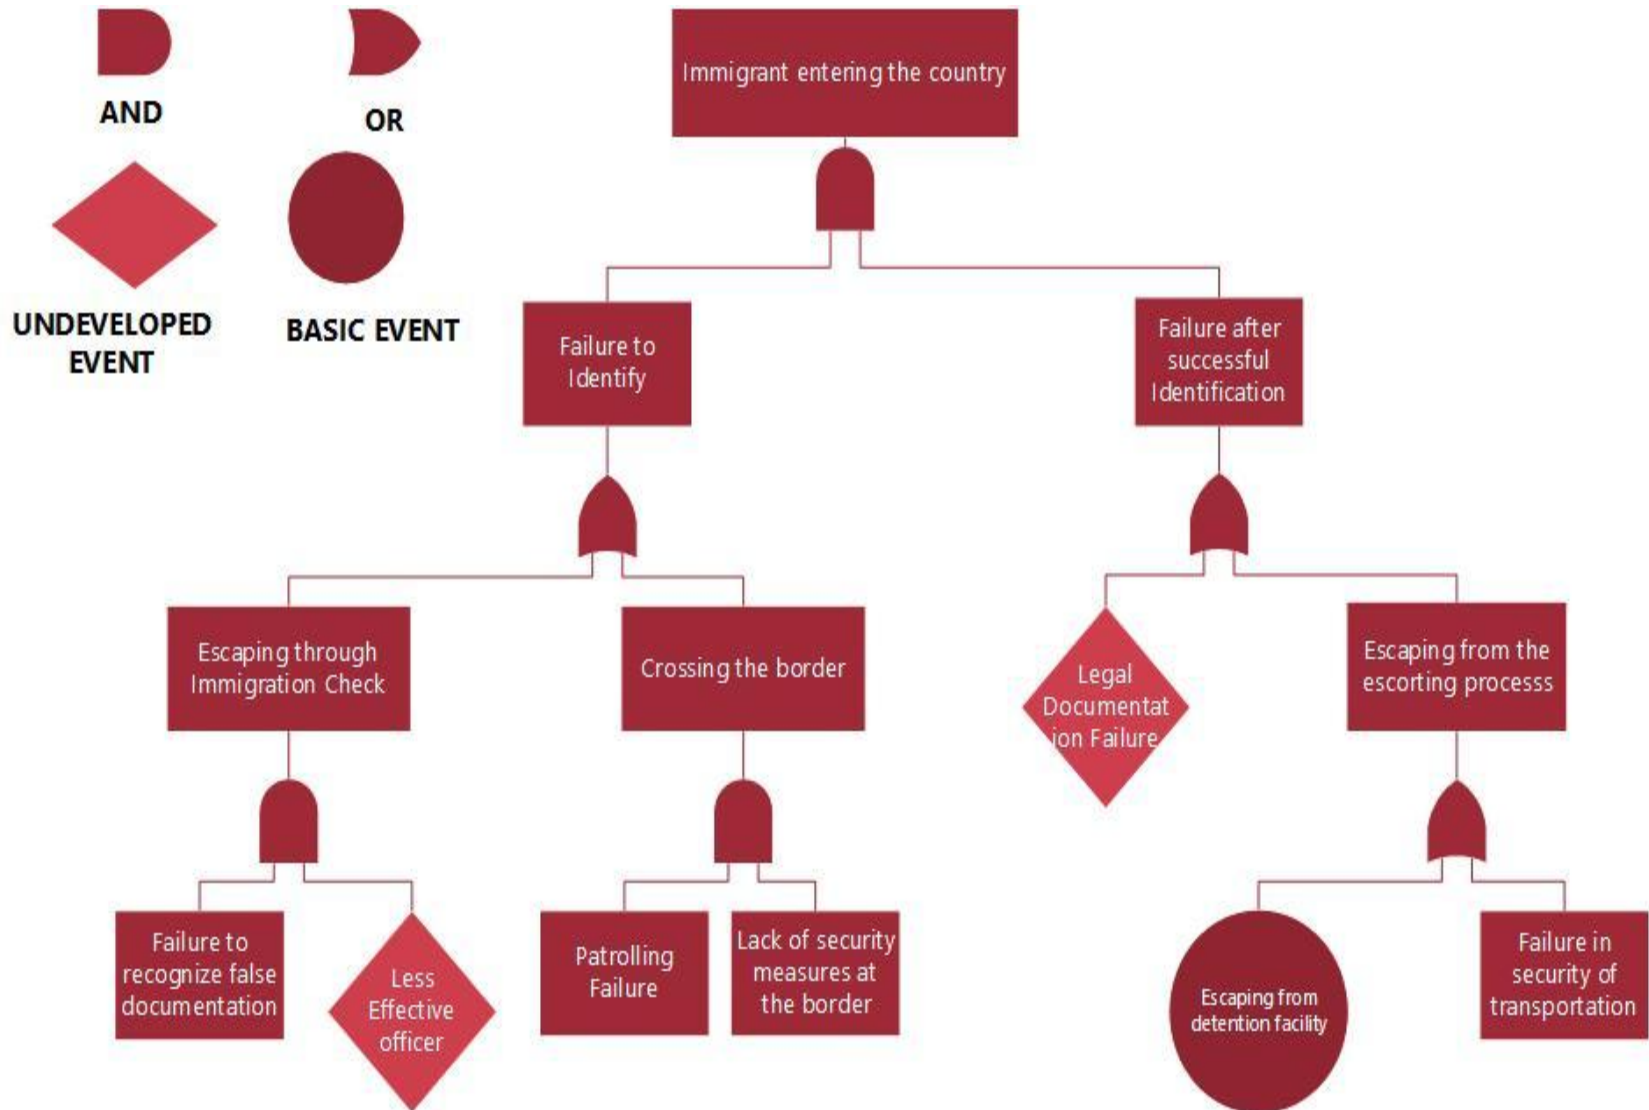 AND
OR
UNDEVELOPED
EVENT
BASIC EVENT
Immigrant entering the country
Failure to
Identify
Failure after
successful
Identification
Escaping through
Immigration Check
Crossing the border
Legal
Documentat
ion Failure
Escaping from the
escorting processs
Failure to
recognize false
documentation
Less
Effective
officer
Patrolling
Failure
Lack of security
measures at
the border
Escaping from
detention facility
Failure in
security of
transportation